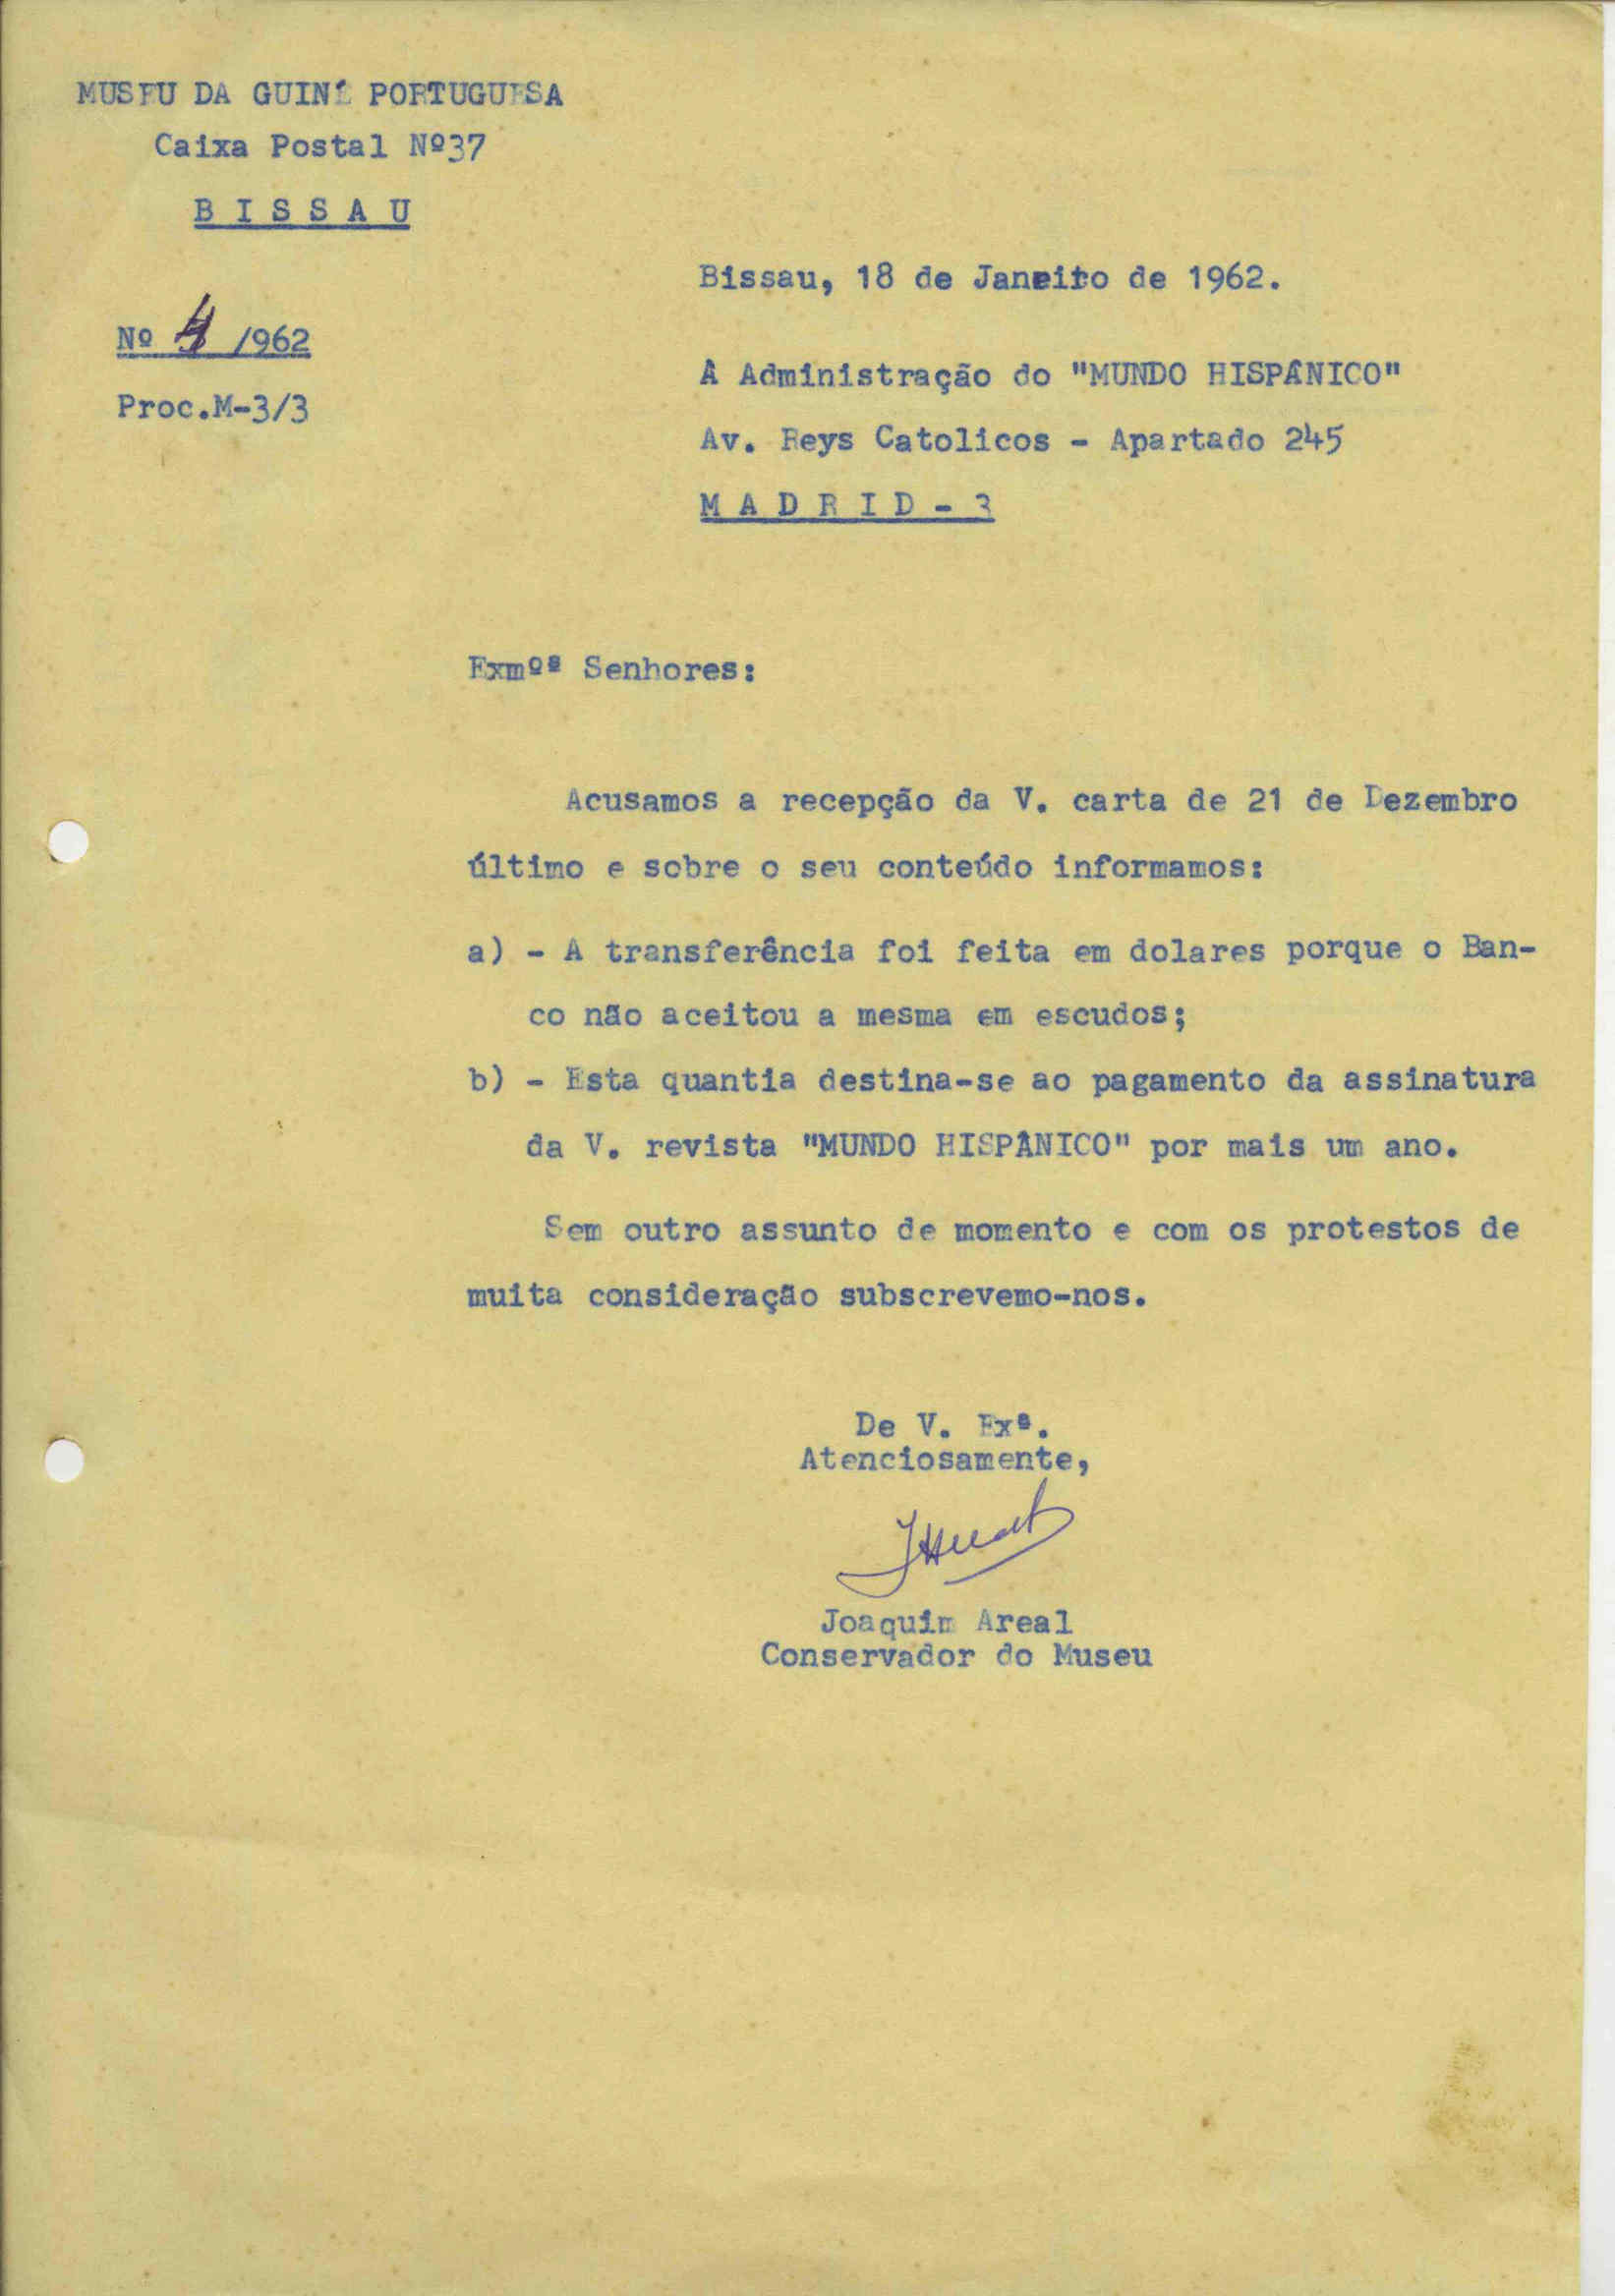 MUSEU DA GUINÉ PORTUGUESA
Caixa Postal Nº37
B I S S A U
Bissau, 18 de Janeiro de 1962.
Nº 4 /1962
Proc.M-3/3
À Administração do "MUNDO HISPÂNICO"
Av. Reys Catolicos - Apartado 245
M A D R I D - 3
Exmºˢ Senhores:
Acusamos a recepção da V. carta de 21 de Dezembro
último e sobre o seu conteúdo informamos:
a) - A transferência foi feita em dolares porque o Ban-
co não aceitou a mesma em escudos;
b) - Esta quantia destina-se ao pagamento da assinatura
da V. revista "MUNDO HISPÂNICO" por mais um ano.
Sem outro assunto de momento e com os protestos de
muita consideração subscrevemo-nos.
De V. Exª.
Atenciosamente,
Joaquim Areal
Conservador do Museu